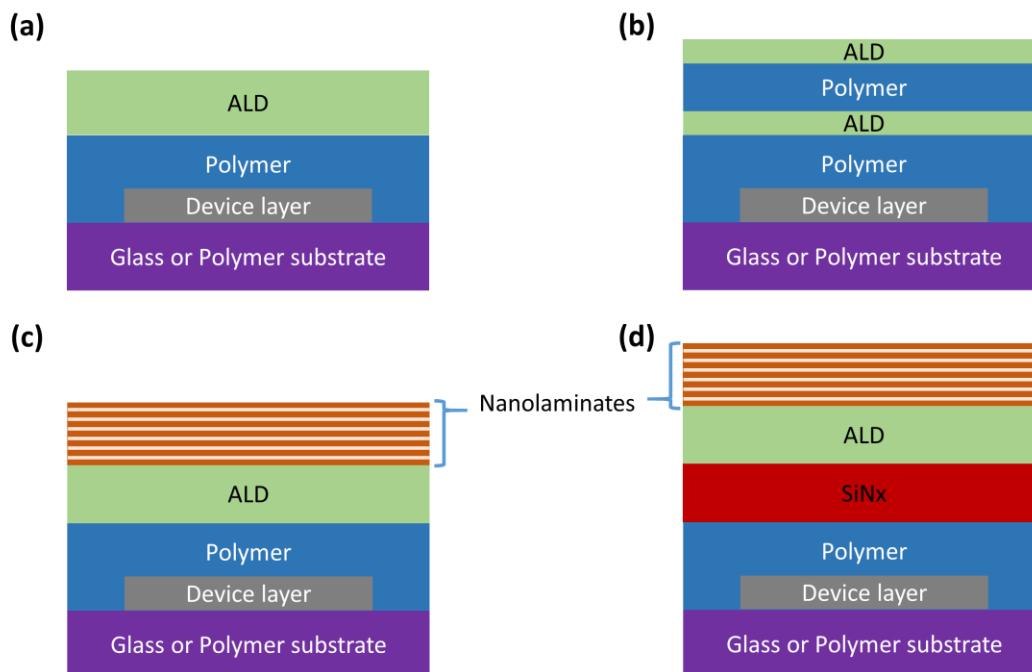 (a)
ALD
Polymer
Device layer
Glass or Polymer substrate
(b)
ALD
Polymer
ALD
Polymer
Device layer
Glass or Polymer substrate
(c)
Nanolaminates
ALD
Polymer
Device layer
Glass or Polymer substrate
(d)
ALD
SiNx
Polymer
Device layer
Glass or Polymer substrate